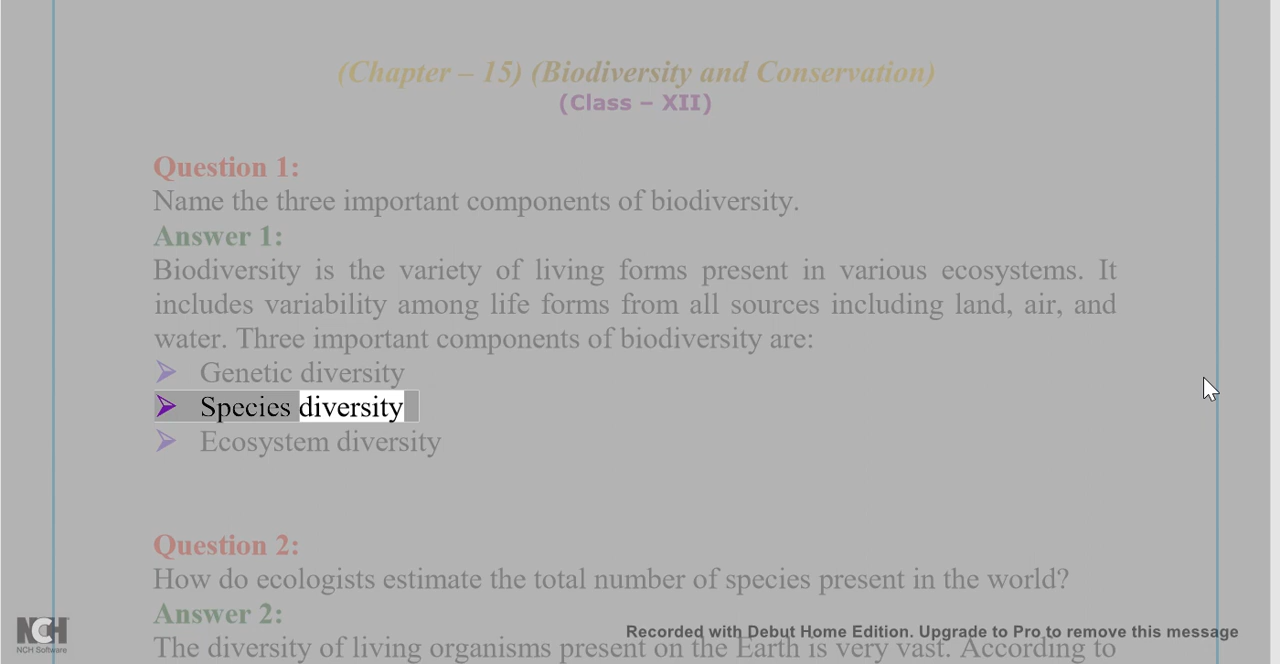 (Chapter – 15) (Biodiversity and Conservation)
(Class – XII)
Question 1:
Name the three important components of biodiversity.
Answer 1:
Biodiversity is the variety of living forms present in various ecosystems. It
includes variability among life forms from all sources including land, air, and
water. Three important components of biodiversity are:
Genetic diversity
Species diversity
Ecosystem diversity
Question 2:
How do ecologists estimate the total number of species present in the world?
Answer 2:
The diversity of living organisms present on the Earth is very vast. According to
NCH
NCH Software
Recorded with Debut Home Edition. Upgrade to Pro to remove this message